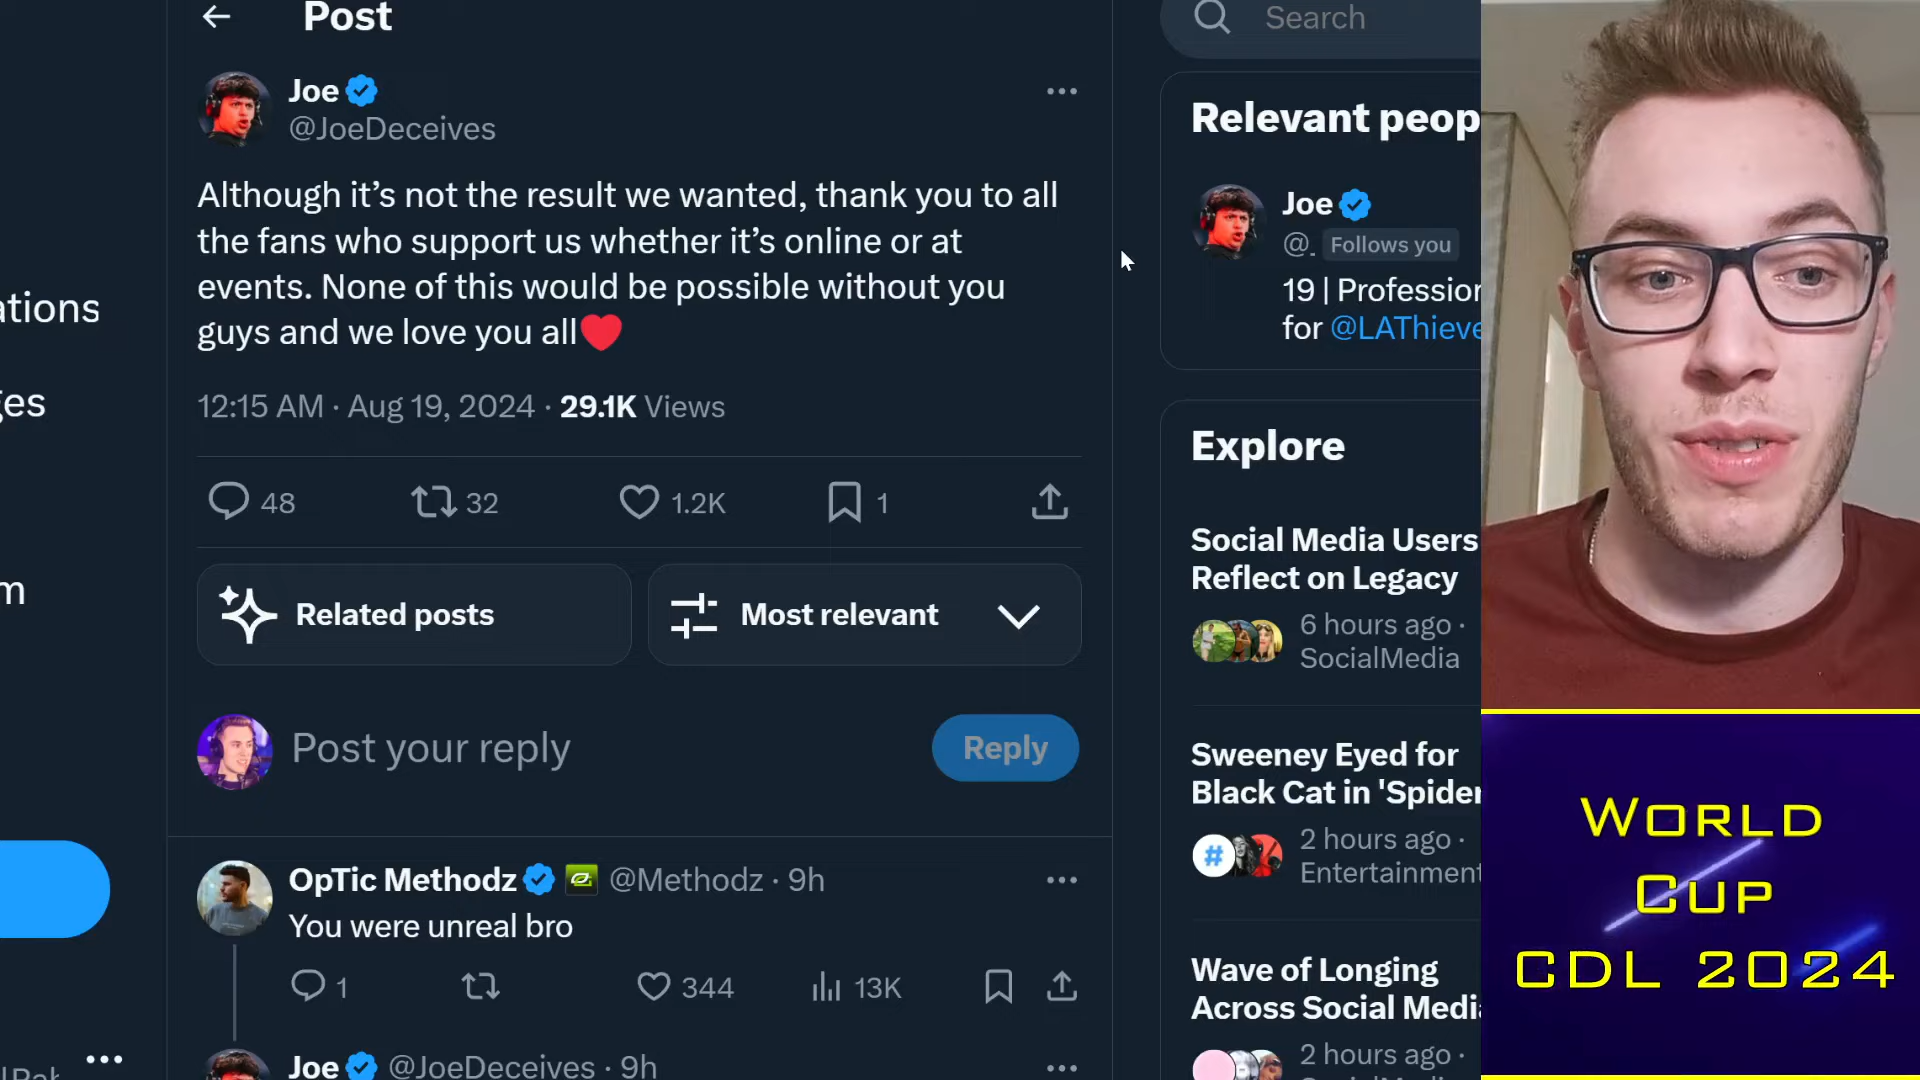 Post
Search
Joe
@JoeDeceives
Although it’s not the result we wanted, thank you to all
the fans who support us whether it’s online or at
events. None of this would be possible without you
guys and we love you all
12:15 AM · Aug 19, 2024 · 29.1K Views
48
32
1.2K
1
Related posts
Most relevant
Post your reply
Reply
OpTic Methodz @Methodz · 9h
You were unreal bro
1
344
13K
Joe @JoeDeceives · 9h
ations
ges
m
Relevant peop
Joe
@. Follows you
19 | Profession
for @LAThieve
Explore
Social Media Users
Reflect on Legacy
6 hours ago ·
SocialMedia
Sweeney Eyed for
Black Cat in 'Spider
#
2 hours ago ·
Entertainment
Wave of Longing
Across Social Media
2 hours ago ·
World
Cup
CDL 2024